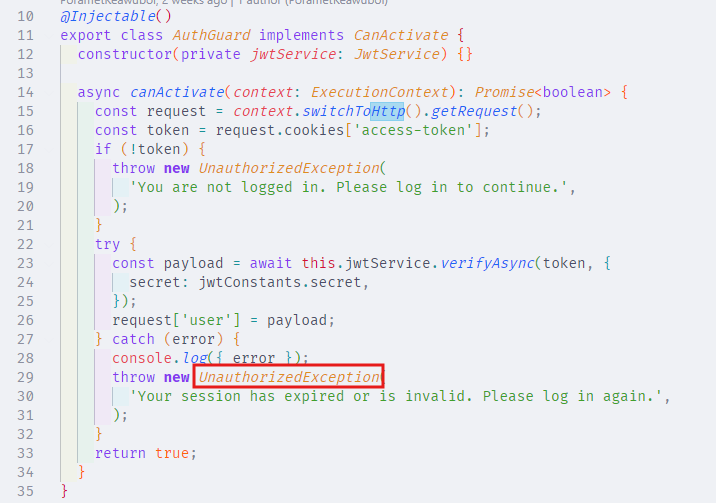 PorametKeawubol, 2 weeks ago | 1 author (PorametKeawubol)
10 @Injectable()
11 export class AuthGuard implements CanActivate {
12 constructor(private jwtService: JwtService) {}
13
14 async canActivate(context: ExecutionContext): Promise<boolean> {
15 const request = context.switchToHttp().getRequest();
16 const token = request.cookies['access-token'];
17 if (!token) {
18 throw new UnauthorizedException(
19 'You are not logged in. Please log in to continue.',
20 );
21 }
22 try {
23 const payload = await this.jwtService.verifyAsync(token, {
24 secret: jwtConstants.secret,
25 });
26 request['user'] = payload;
27 } catch (error) {
28 console.log({ error });
29 throw new UnauthorizedException(
30 'Your session has expired or is invalid. Please log in again.',
31 );
32 }
33 return true;
34 }
35 }